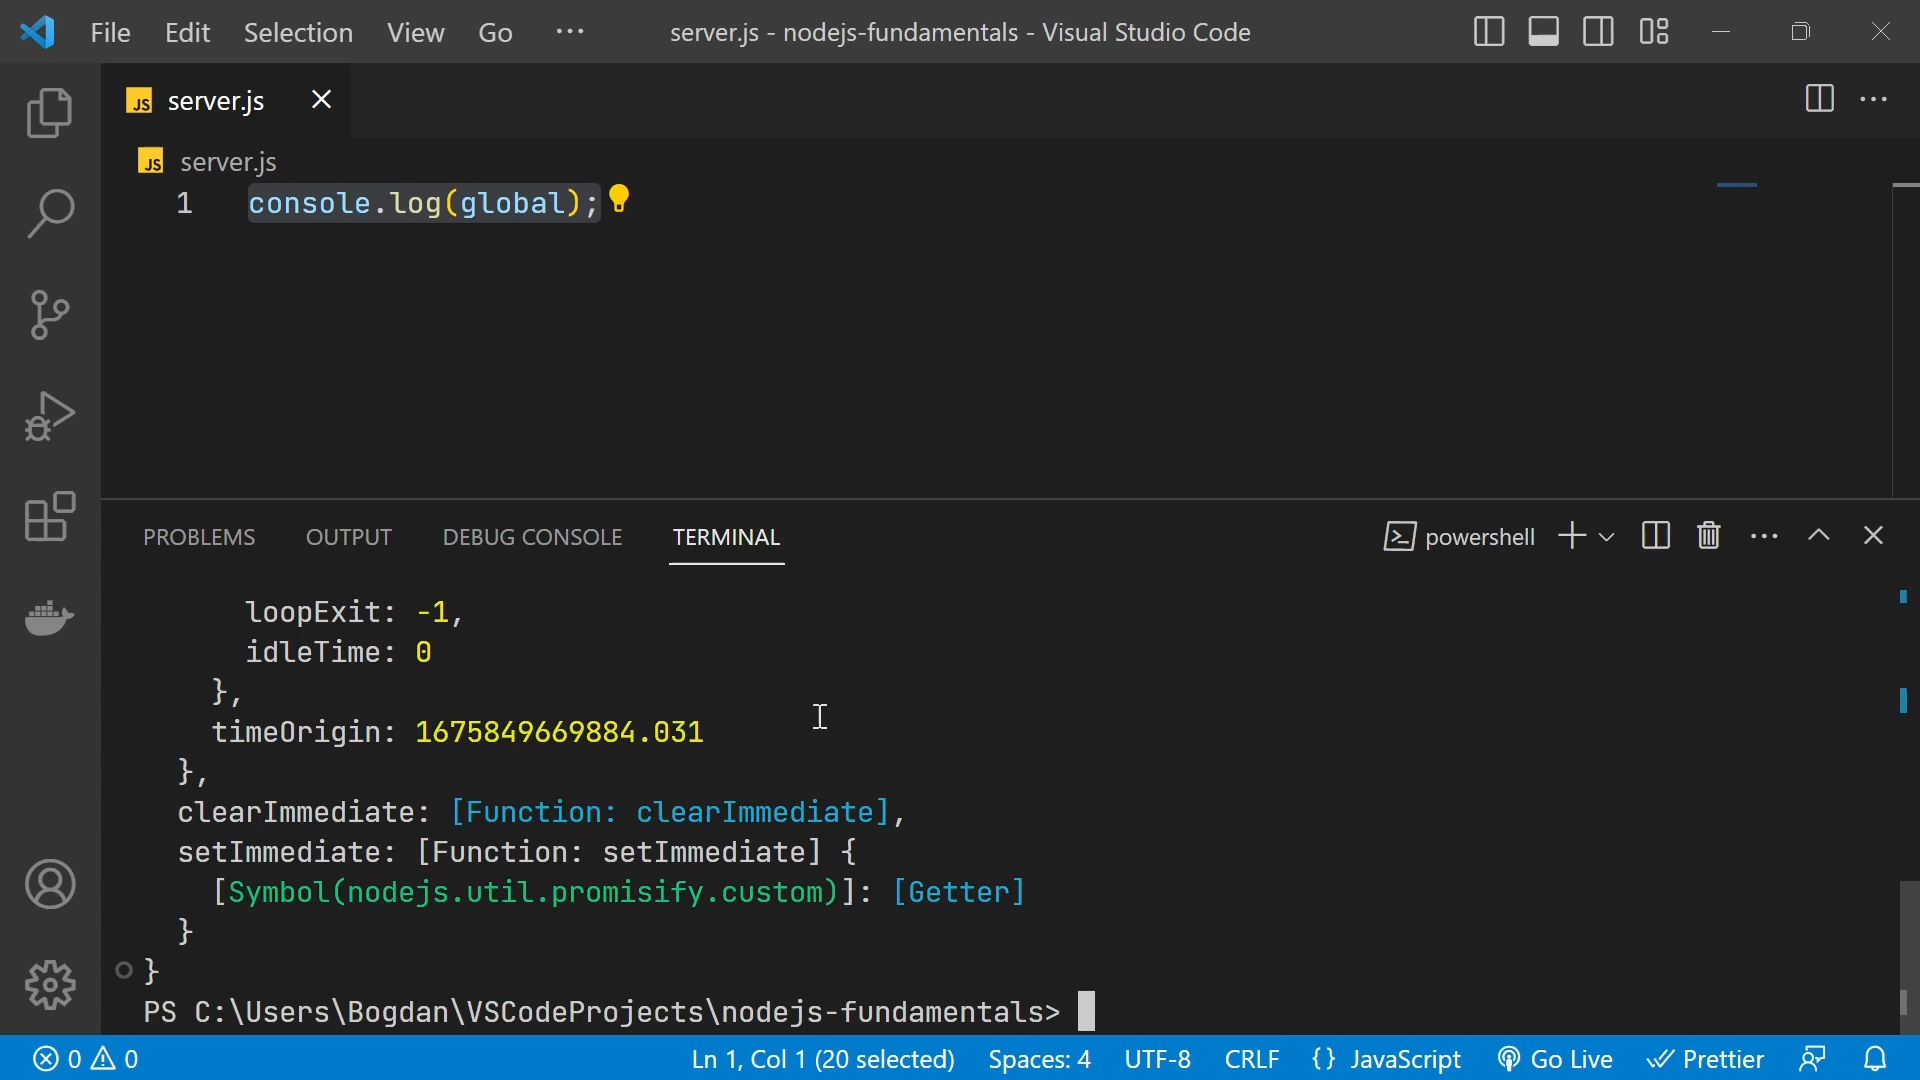 File Edit Selection View Go ··· server.js - nodejs-fundamentals - Visual Studio Code
JS server.js
JS server.js
1 console.log(global);
PROBLEMS OUTPUT DEBUG CONSOLE TERMINAL powershell
loopExit: -1,
idleTime: 0
},
timeOrigin: 1675849669884.031
},
clearImmediate: [Function: clearImmediate],
setImmediate: [Function: setImmediate] {
[Symbol(nodejs.util.promisify.custom)]: [Getter]
}
}
PS C:\Users\Bogdan\VSCodeProjects\nodejs-fundamentals>
0 0 Ln 1, Col 1 (20 selected) Spaces: 4 UTF-8 CRLF {} JavaScript Go Live Prettier